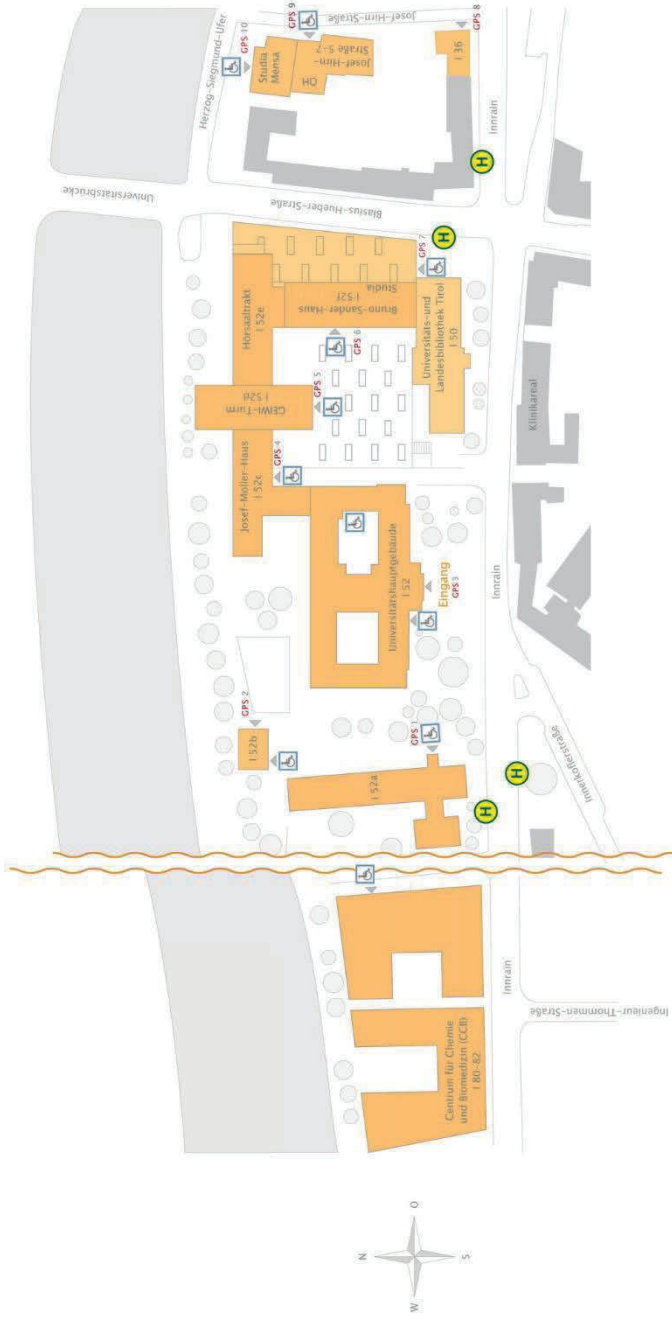 Universitätsbrücke
Herzog-Siegmund-Ufer
GPS 10
GPS 9
Josef-Hirn-Straße
Studia
Mensa
ÖH
Josef-Hirn-
Straße 5-7
I 36
GPS 8
Innrain
H
Blasius-Hueber-Straße
Hörsaaltrakt
I 52e
Bruno-Sander-Haus
I 52f
Studia
GPS 7
H
Universitäts- und
Landesbibliothek Tirol
I 50
GPS 6
GPS 5
GEIWI-Turm
I 52d
Josef-Möller-Haus
I 52c
GPS 4
Klinikareal
Universitätshauptgebäude
I 52
Eingang
GPS 3
Innrain
GPS 2
I 52b
GPS 1
I 52a
H
H
Innerkoflerstraße
Centrum für Chemie
und Biomedizin (CCB)
I 80-82
Innrain
Ingenieur-Thommen-Straße
N
O
S
W